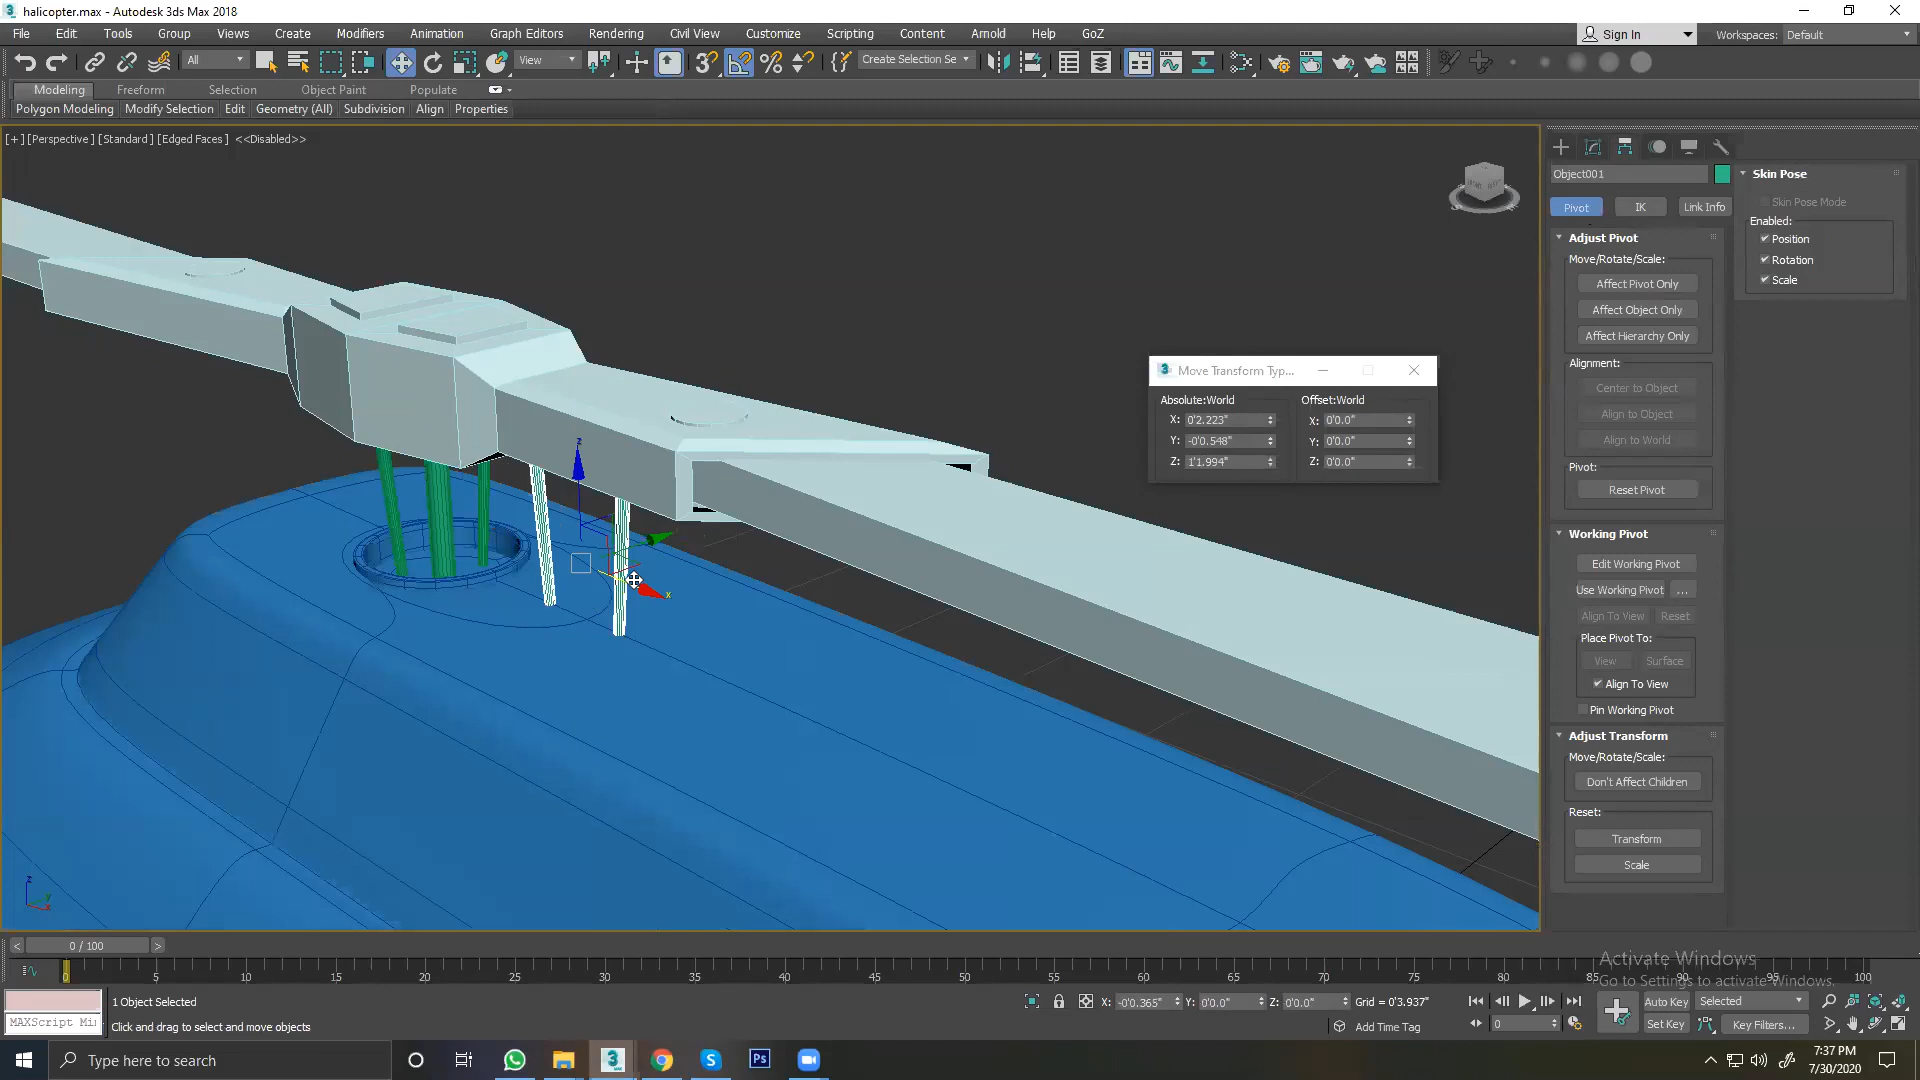 halicopter.max - Autodesk 3ds Max 2018
File Edit Tools Group Views Create Modifiers Animation Graph Editors Rendering Civil View Customize Scripting Content Arnold Help GoZ
Sign In Workspaces: Default
All View Create Selection Se
Modeling Freeform Selection Object Paint Populate
Polygon Modeling Modify Selection Edit Geometry (All) Subdivision Align Properties
[+] [Perspective ] [Standard ] [Edged Faces ] <<Disabled>>
Object001
Pivot IK Link Info
Adjust Pivot
Move/Rotate/Scale:
Affect Pivot Only
Affect Object Only
Affect Hierarchy Only
Alignment:
Center to Object
Align to Object
Align to World
Pivot:
Reset Pivot
Working Pivot
Edit Working Pivot
Use Working Pivot ...
Align To View Reset
Place Pivot To:
View Surface
Align To View
Pin Working Pivot
Adjust Transform
Move/Rotate/Scale:
Don't Affect Children
Reset:
Transform
Scale
Skin Pose
Skin Pose Mode
Enabled:
Position
Rotation
Scale
Move Transform Typ...
Absolute:World Offset:World
X: 0'2.223" X: 0'0.0"
Y: -0'0.548" Y: 0'0.0"
Z: 1'1.994" Z: 0'0.0"
z
x
z
y
x
< 0 / 100 >
0 5 10 15 20 25 30 35 40 45 50 55 60 65 70 75 80 85 90 95 100
Activate Windows
Go to Settings to activate Windows.
1 Object Selected
X: -0'0.365" Y: 0'0.0" Z: 0'0.0" Grid = 0'3.937"
Auto Key Selected
MAXScript Mi
Click and drag to select and move objects
Add Time Tag
0
Set Key Key Filters...
Type here to search
7:37 PM
7/30/2020